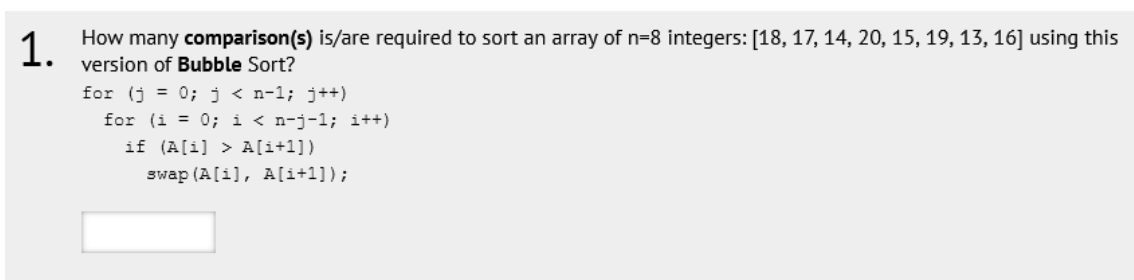 1. How many comparison(s) is/are required to sort an array of n=8 integers: [18, 17, 14, 20, 15, 19, 13, 16] using this
version of Bubble Sort?
for (j = 0; j < n-1; j++)
  for (i = 0; i < n-j-1; i++)
    if (A[i] > A[i+1])
      swap(A[i], A[i+1]);